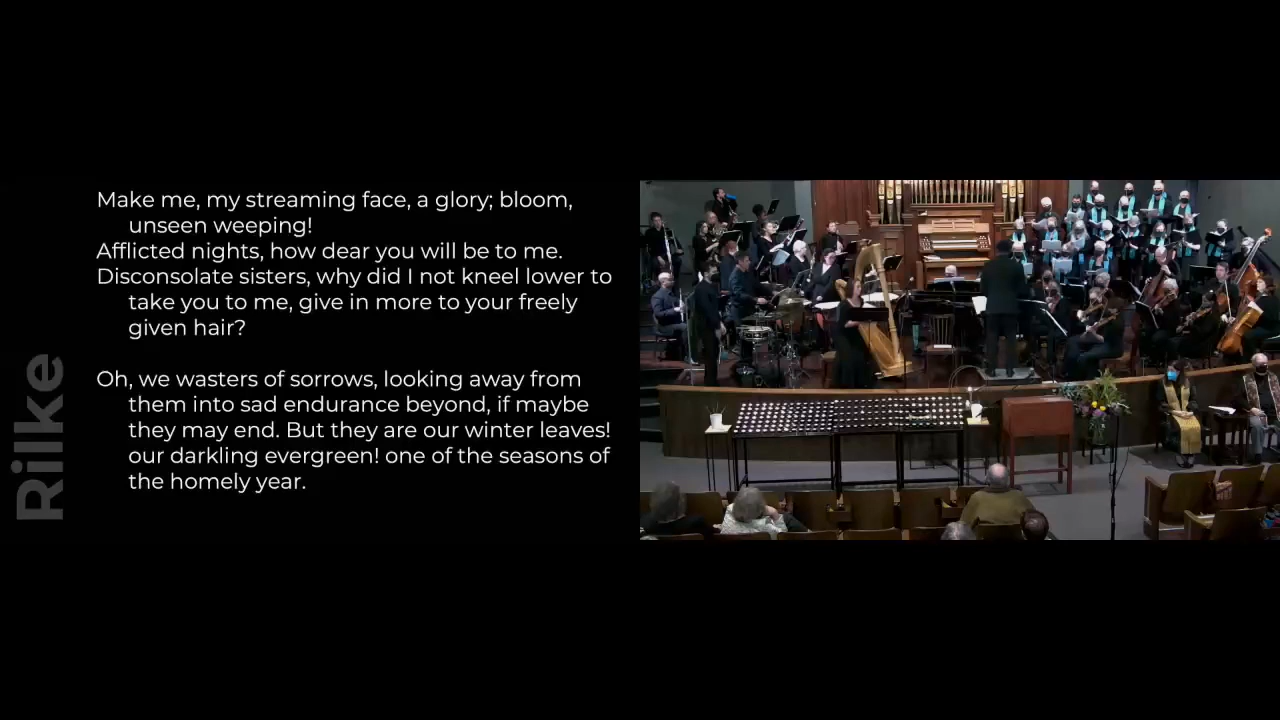 Make me, my streaming face, a glory; bloom,
unseen weeping!
Afflicted nights, how dear you will be to me.
Disconsolate sisters, why did I not kneel lower to
take you to me, give in more to your freely
given hair?
Oh, we wasters of sorrows, looking away from
them into sad endurance beyond, if maybe
they may end. But they are our winter leaves!
our darkling evergreen! one of the seasons of
the homely year.
Rilke